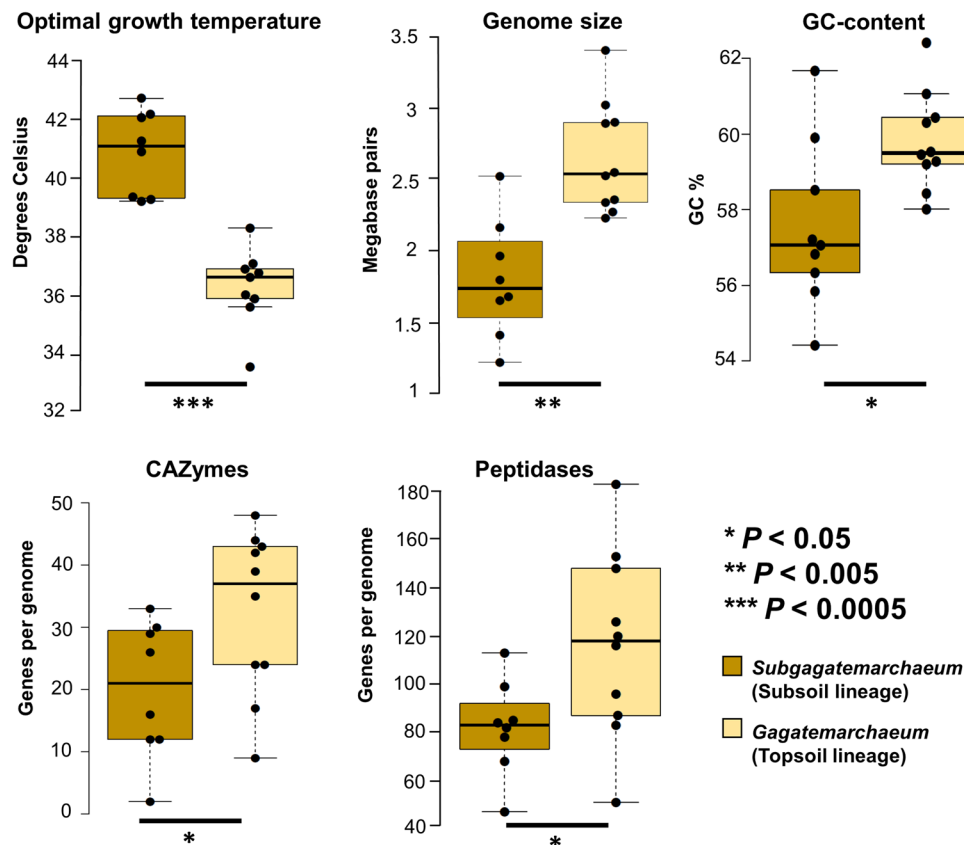 Optimal growth temperature
Degrees Celsius
44
42
40
38
36
34
32
***
Genome size
Megabase pairs
3.5
3
2.5
2
1.5
1
**
GC-content
GC %
62
60
58
56
54
*
CAZymes
Genes per genome
50
40
30
20
10
0
*
Peptidases
Genes per genome
180
160
140
120
100
80
60
40
*
* P < 0.05
** P < 0.005
*** P < 0.0005
Subgagatemarchaeum
(Subsoil lineage)
Gagatemarchaeum
(Topsoil lineage)